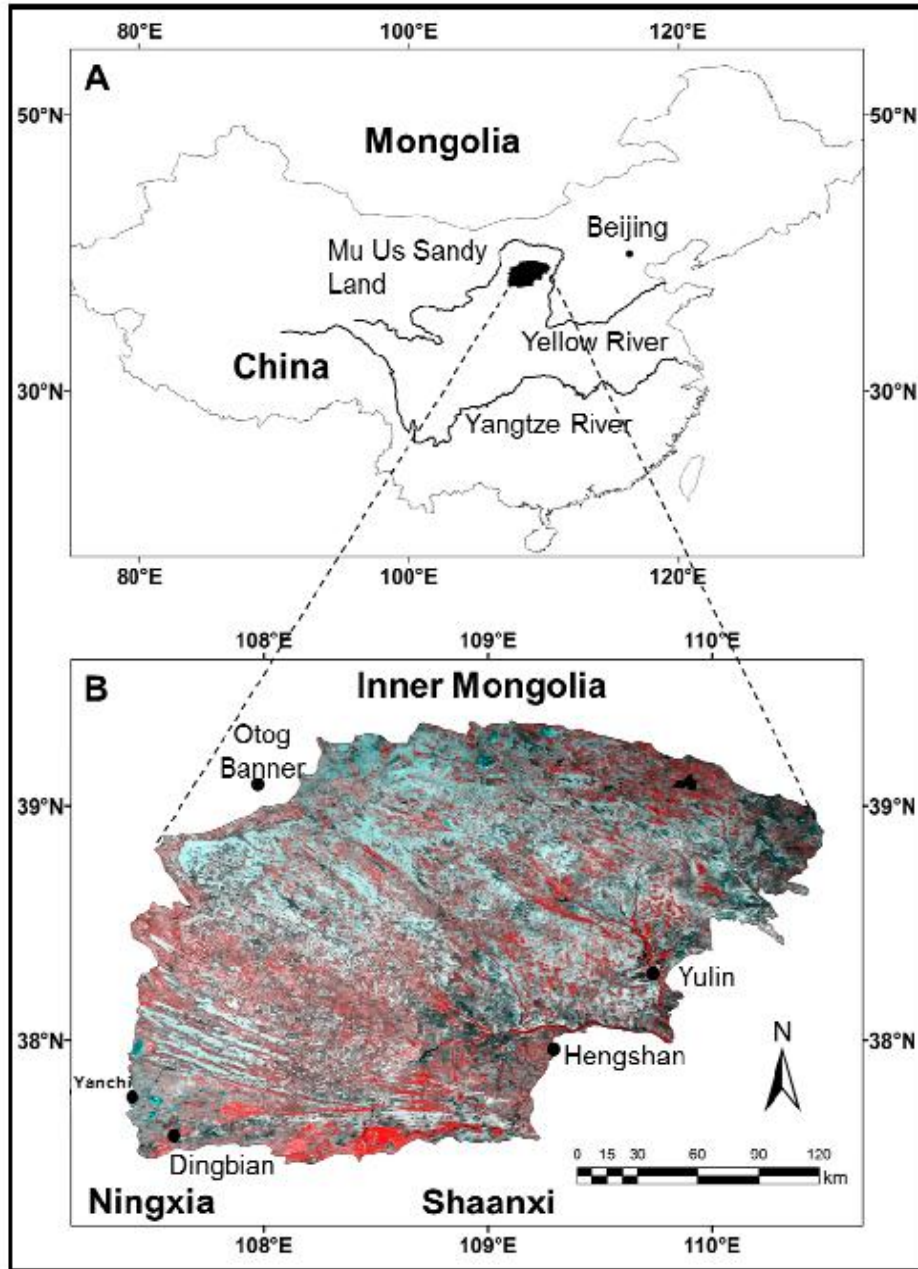 80°E 100°E 120°E
A
50°N 50°N
Mongolia
Beijing
Mu Us Sandy
Land
Yellow River
China
30°N 30°N
Yangtze River
80°E 100°E 120°E
108°E 109°E 110°E
B
Inner Mongolia
Otog
Banner
39°N 39°N
Yulin
N
38°N 38°N
Hengshan
Yanchi
0 15 30 60 90 120
km
Dingbian
Ningxia Shaanxi
108°E 109°E 110°E